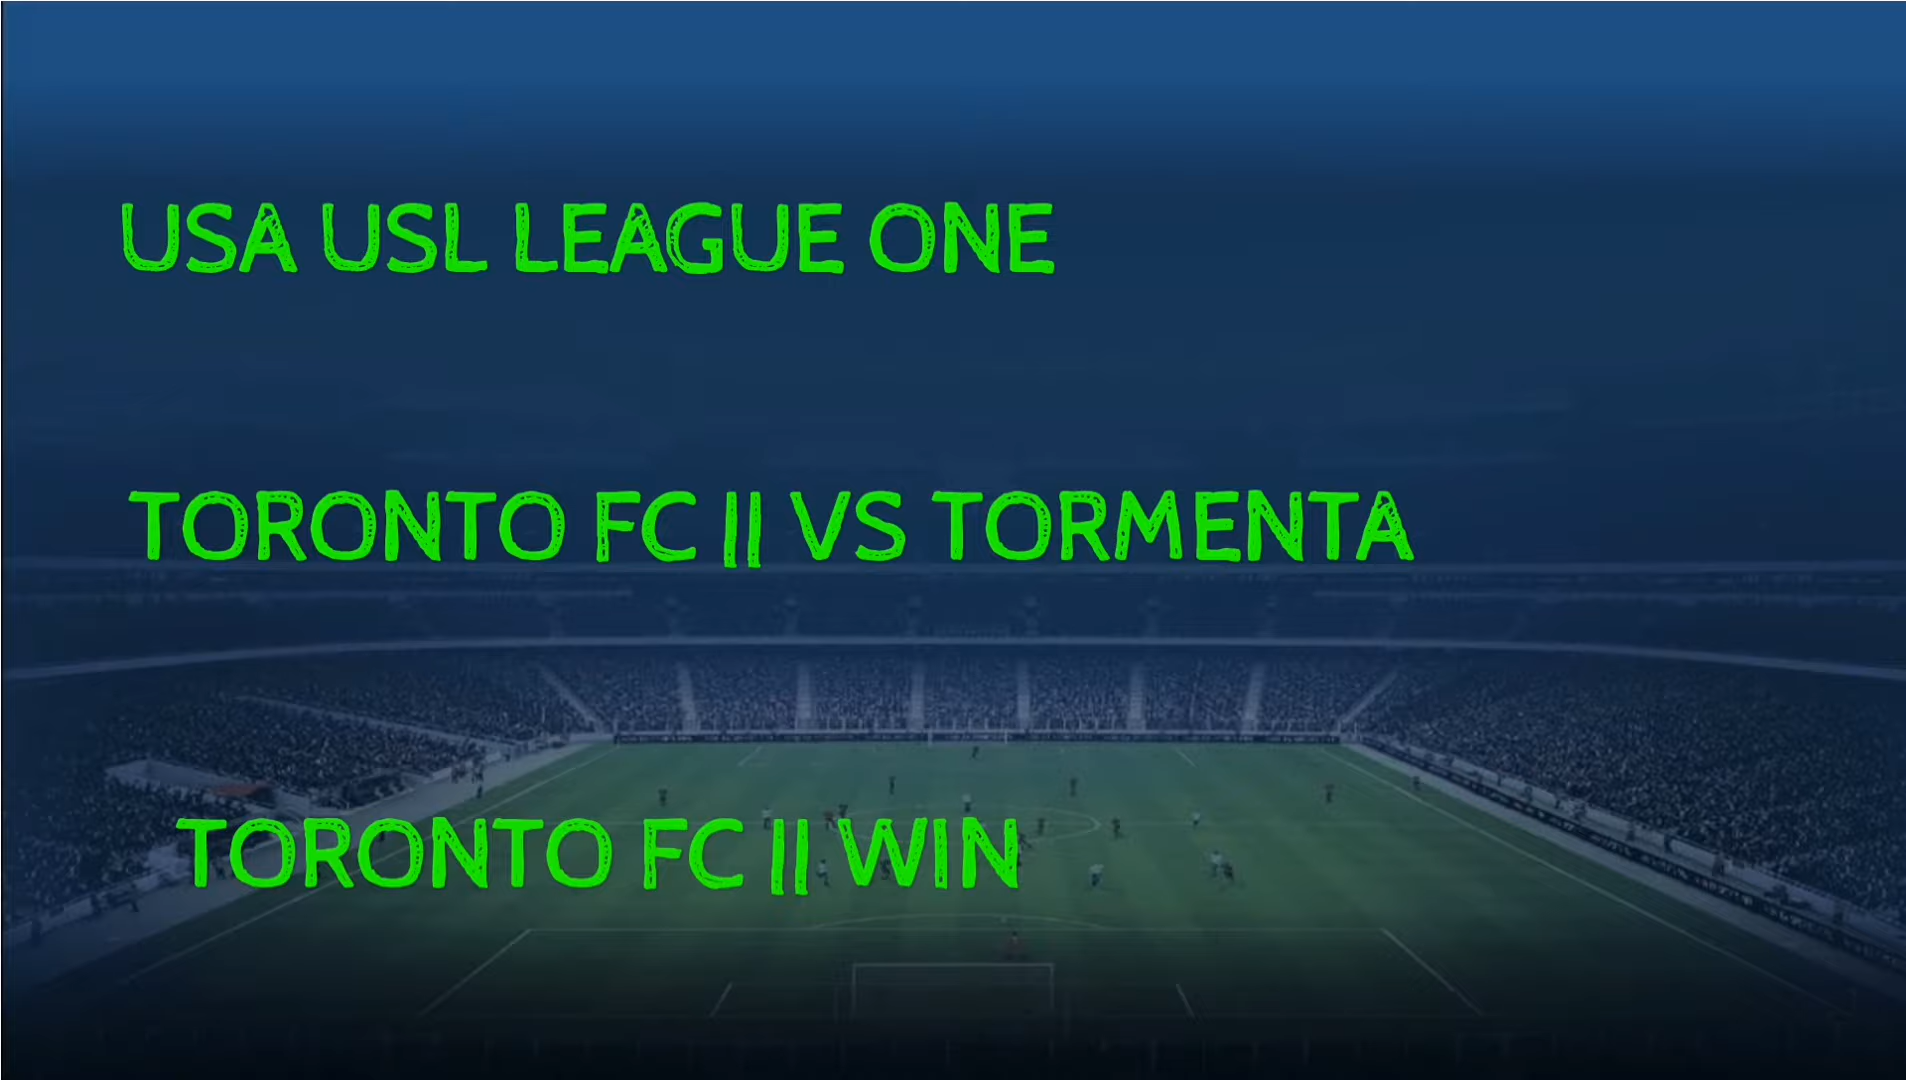 USA USL LEAGUE ONE
TORONTO FC II VS TORMENTA
TORONTO FC II WIN